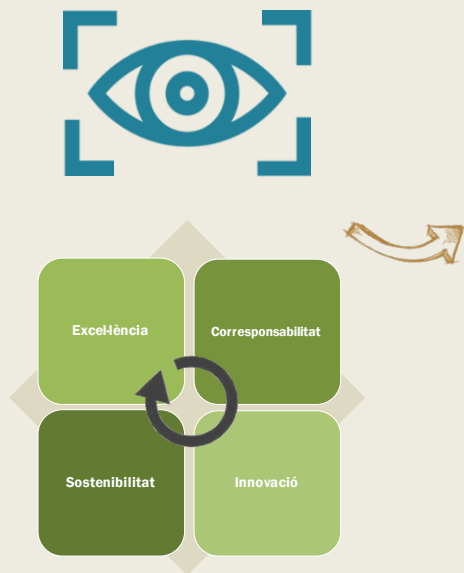 Excel·lència
Corresponsabilitat
Sostenibilitat
Innovació